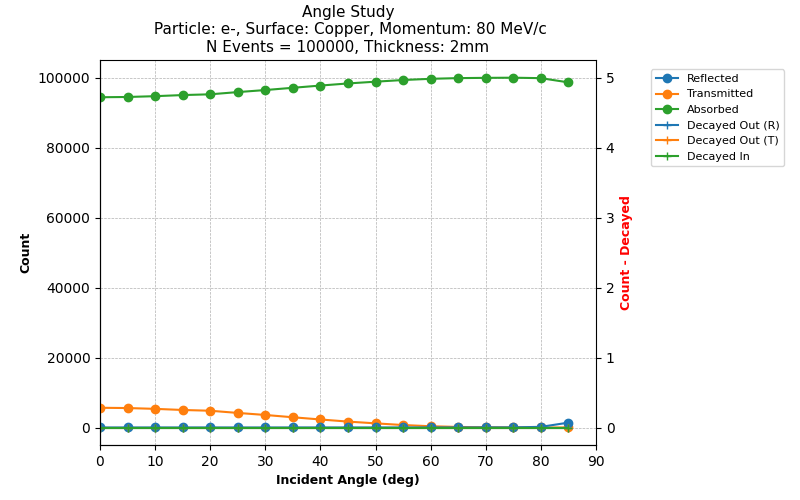 Angle Study
Particle: e-, Surface: Copper, Momentum: 80 MeV/c
N Events = 100000, Thickness: 2mm
100000
80000
60000
40000
20000
0
Count
5
4
3
2
1
0
Count - Decayed
0 10 20 30 40 50 60 70 80 90
Incident Angle (deg)
Reflected
Transmitted
Absorbed
Decayed Out (R)
Decayed Out (T)
Decayed In